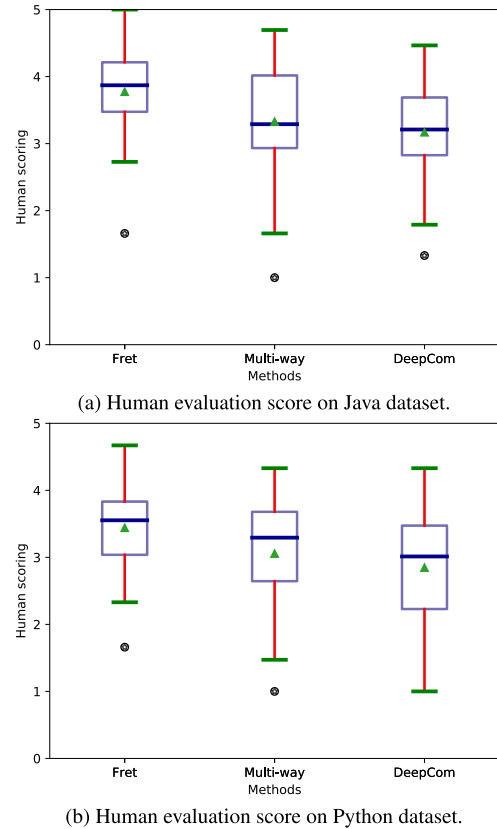 5
4
3
2
1
0
Human scoring
Fret Multi-way DeepCom
Methods
(a) Human evaluation score on Java dataset.
5
4
3
2
1
0
Human scoring
Fret Multi-way DeepCom
Methods
(b) Human evaluation score on Python dataset.